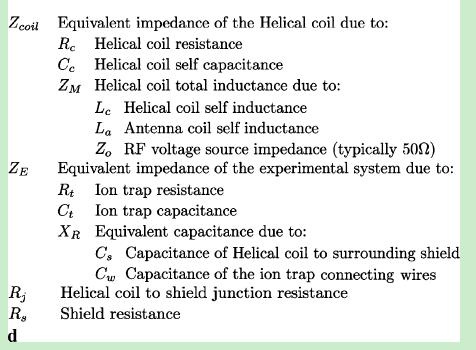 Z_coil Equivalent impedance of the Helical coil due to:
R_c Helical coil resistance
C_c Helical coil self capacitance
Z_M Helical coil total inductance due to:
L_c Helical coil self inductance
L_a Antenna coil self inductance
Z_o RF voltage source impedance (typically 50Ω)
Z_E Equivalent impedance of the experimental system due to:
R_t Ion trap resistance
C_t Ion trap capacitance
X_R Equivalent capacitance due to:
C_s Capacitance of Helical coil to surrounding shield
C_w Capacitance of the ion trap connecting wires
R_j Helical coil to shield junction resistance
R_s Shield resistance
d